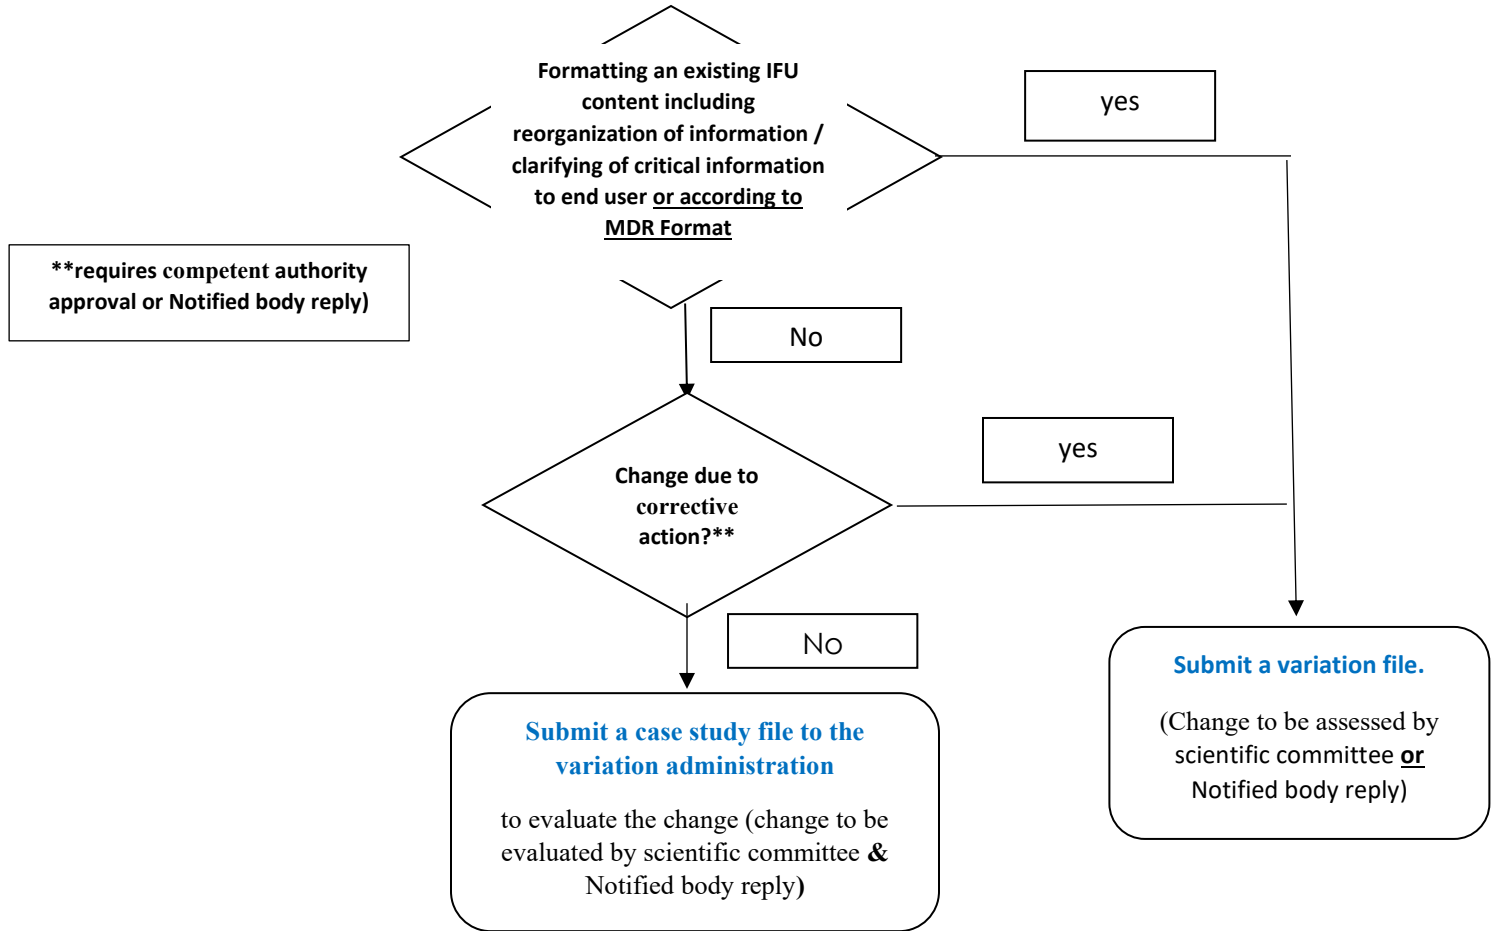 Formatting an existing IFU
content including
reorganization of information /
clarifying of critical information
to end user or according to
MDR Format
yes
**requires competent authority
approval or Notified body reply)
No
Change due to
corrective
action?**
yes
No
Submit a case study file to the
variation administration
to evaluate the change (change to be
evaluated by scientific committee &
Notified body reply)
Submit a variation file.
(Change to be assessed by
scientific committee or
Notified body reply)